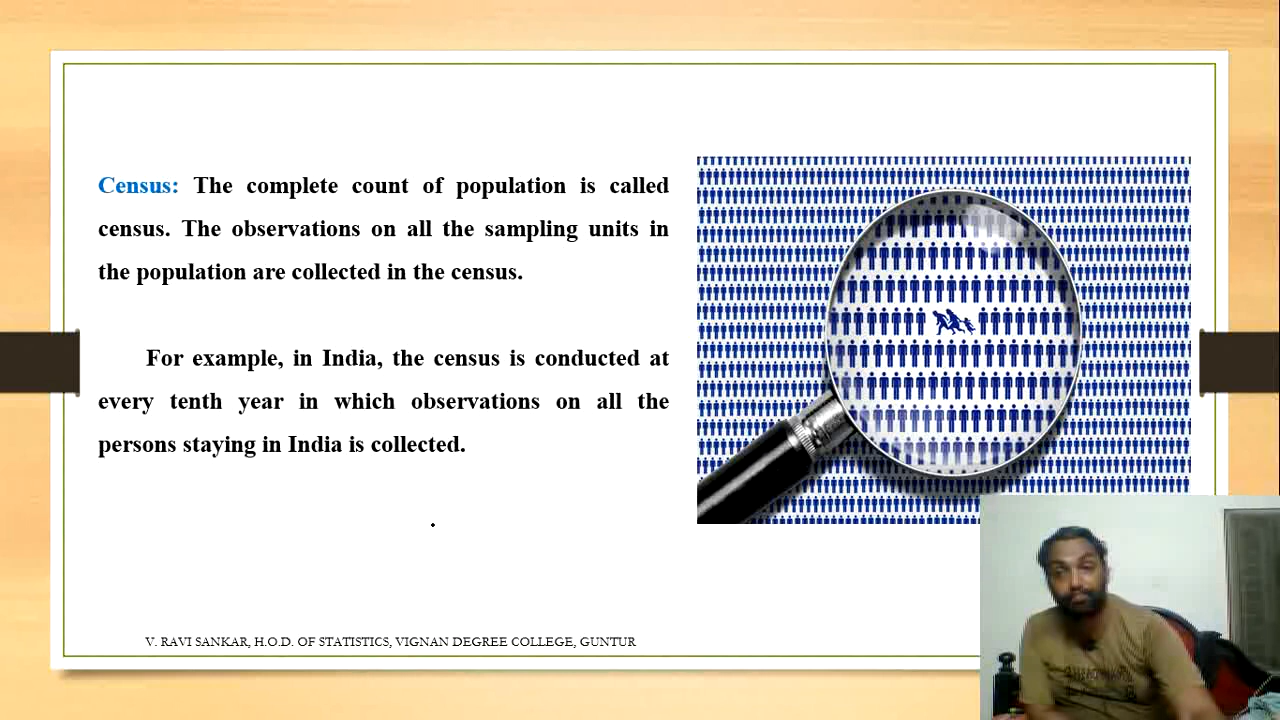 Census: The complete count of population is called
census. The observations on all the sampling units in
the population are collected in the census.
For example, in India, the census is conducted at
every tenth year in which observations on all the
persons staying in India is collected.
V. RAVI SANKAR, H.O.D. OF STATISTICS, VIGNAN DEGREE COLLEGE, GUNTUR